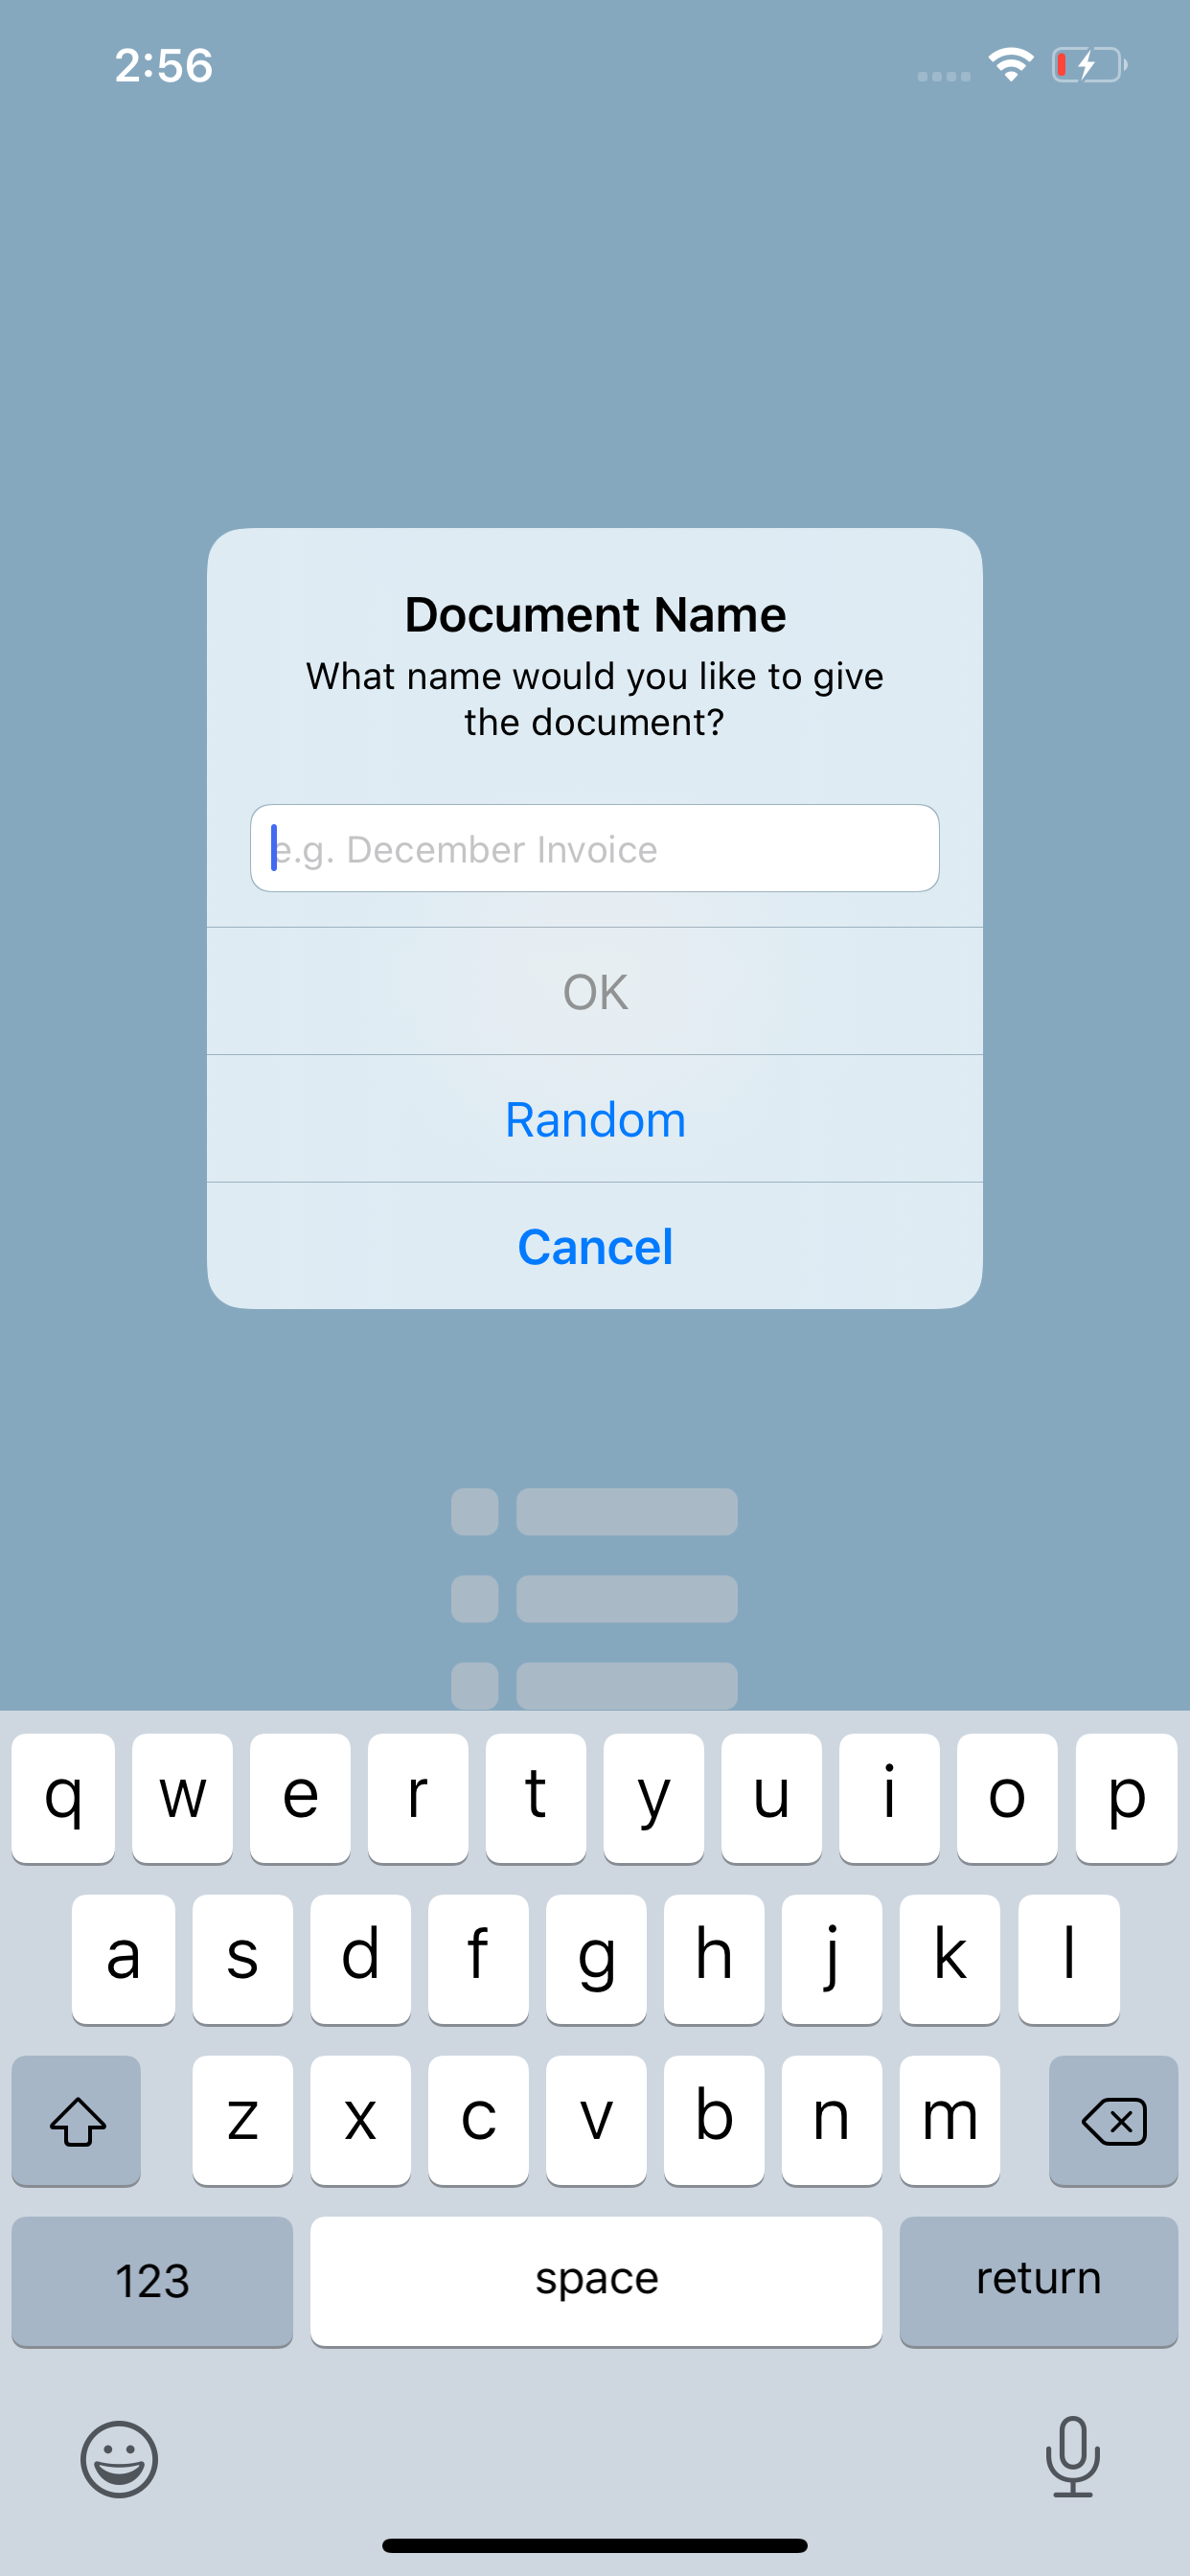 2:56
Document Name
What name would you like to give
the document?
e.g. December Invoice
OK
Random
Cancel
q w e r t y u i o p
a s d f g h j k l
z x c v b n m
123 space return